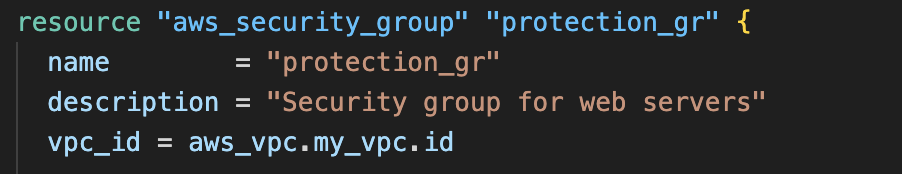 resource "aws_security_group" "protection_gr" {
  name        = "protection_gr"
  description = "Security group for web servers"
  vpc_id = aws_vpc.my_vpc.id